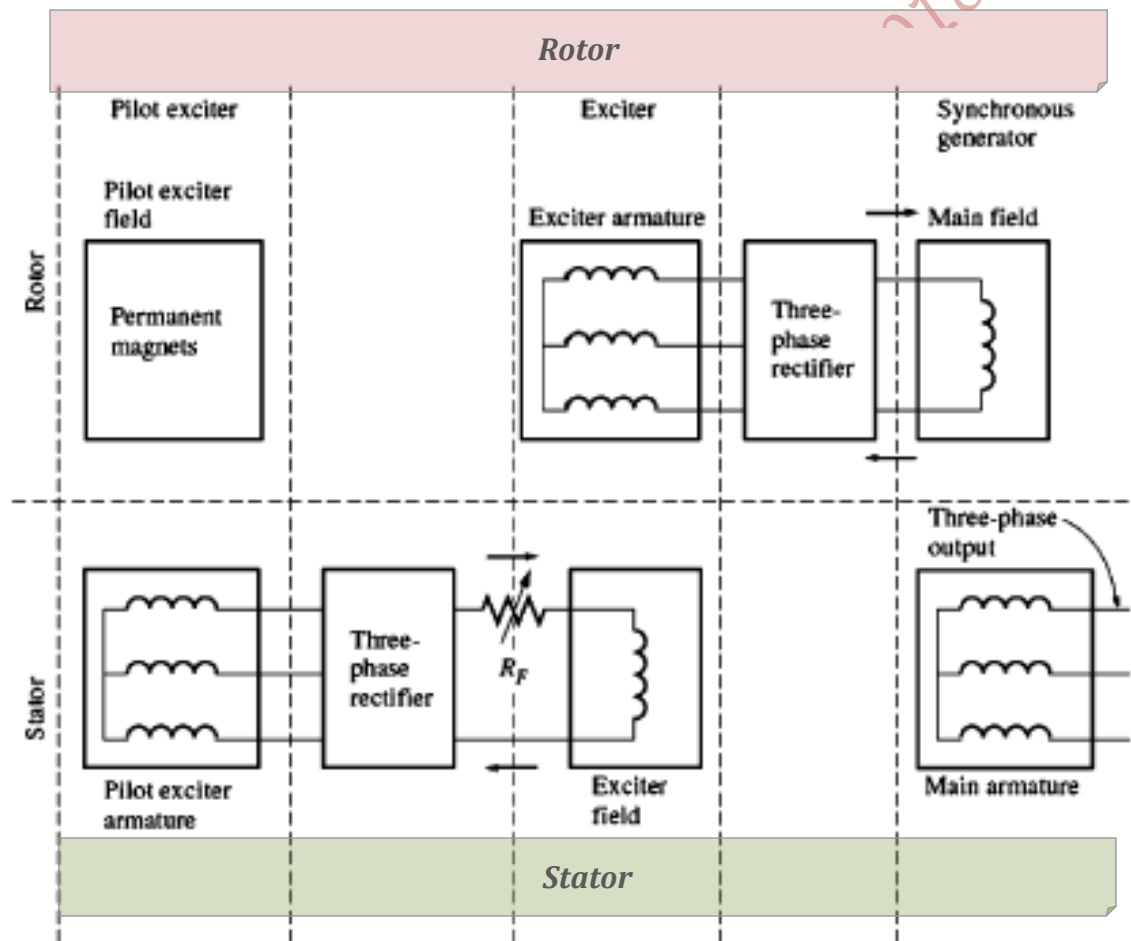 Rotor
Pilot exciter
Exciter
Synchronous
generator
Pilot exciter
field
Exciter armature
Main field
Rotor
Permanent
magnets
Three-
phase
rectifier
Three-phase
output
Three-
phase
rectifier
R_F
Stator
Pilot exciter
armature
Exciter
field
Main armature
Stator